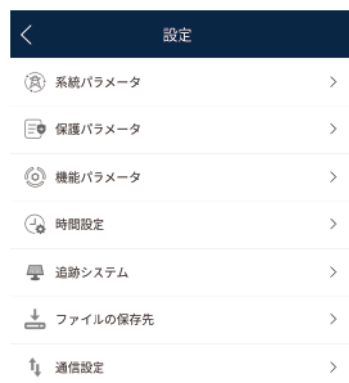 設定
系統パラメータ
保護パラメータ
機能パラメータ
時間設定
追跡システム
ファイルの保存先
通信設定